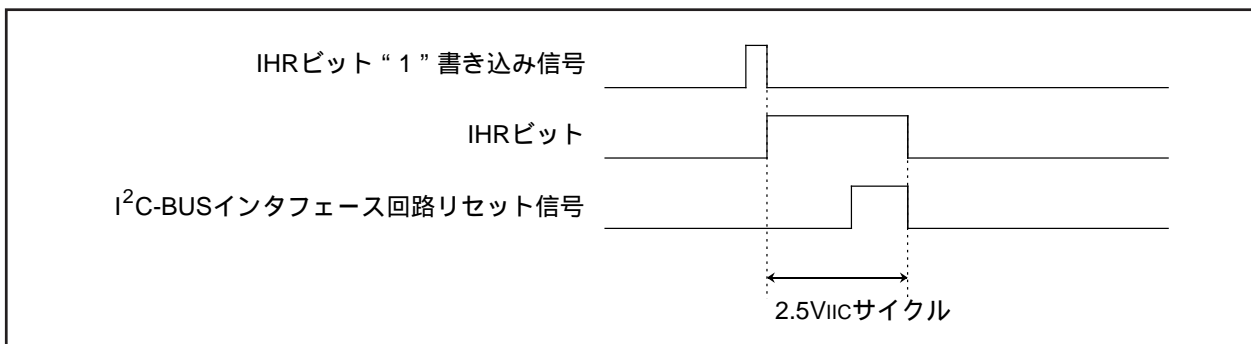 IHRビット“1”書き込み信号
IHRビット
I²C-BUSインタフェース回路リセット信号
2.5VIICサイクル